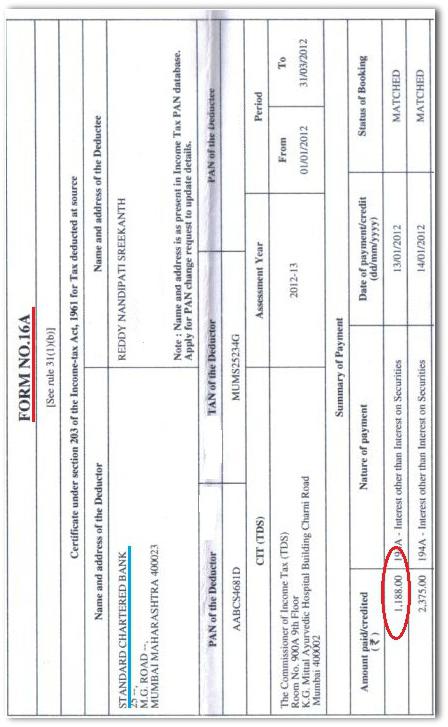 FORM NO.16A
[See rule 31(1)(b)]
Certificate under section 203 of the Income-tax Act, 1961 for Tax deducted at source
Name and address of the Deductor
Name and address of the Deductee
STANDARD CHARTERED BANK
25 --,
M.G. ROAD --,
MUMBAI MAHARASHTRA 400023
REDDY NANDIPATI SREEKANTH
Note : Name and address is as present in Income Tax PAN database.
Apply for PAN change request to update details.
PAN of the Deductor
TAN of the Deductor
PAN of the Deductee
AABCS4681D
MUMS25234G
CIT (TDS)
Assessment Year
Period
The Commissioner of Income Tax (TDS)
Room No. 900A 9th Floor
K.G. Mittal Ayurvedic Hospital Building Charni Road
Mumbai 400002
2012-13
From
To
01/01/2012
31/03/2012
Summary of Payment
Amount paid/credited
(₹)
Nature of payment
Date of payment/credit
(dd/mm/yyyy)
Status of Booking
1,188.00 194A - Interest other than Interest on Securities 13/01/2012 MATCHED
2,375.00 194A - Interest other than Interest on Securities 14/01/2012 MATCHED